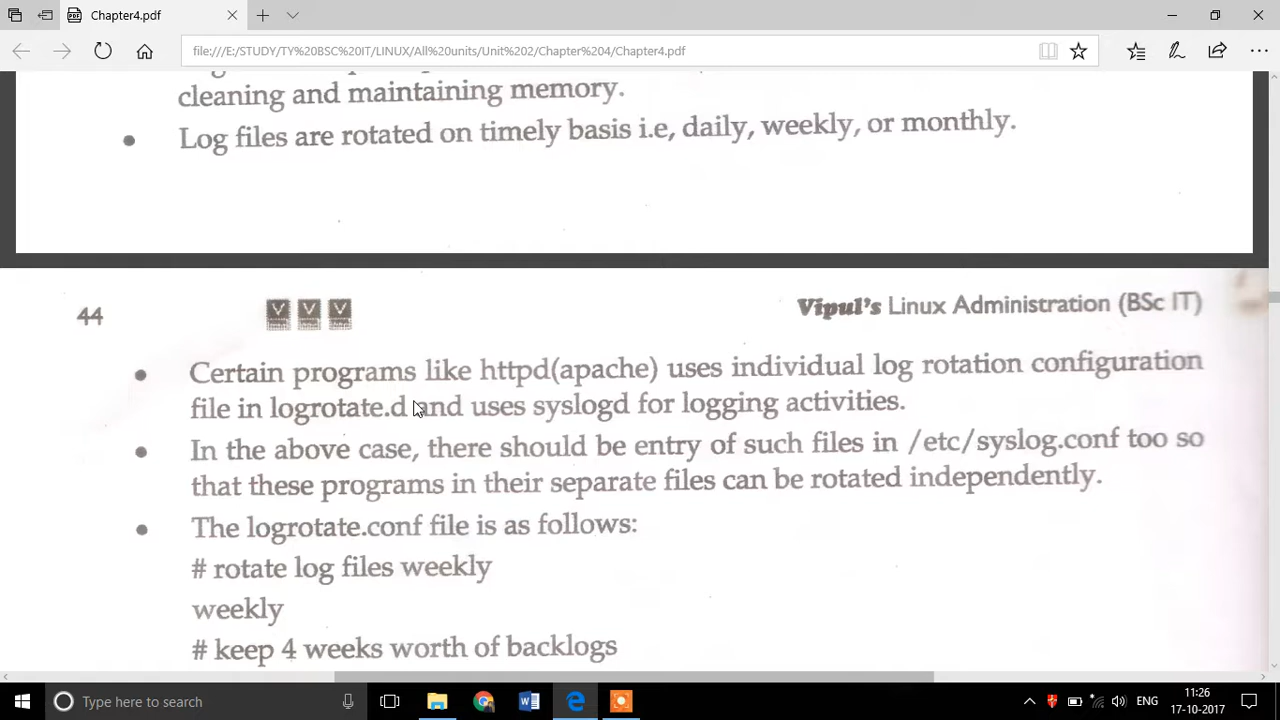 Chapter4.pdf
file:///E:/STUDY/TY%20BSC%20IT/LINUX/All%20units/Unit%202/Chapter%204/Chapter4.pdf
cleaning and maintaining memory.
• Log files are rotated on timely basis i.e, daily, weekly, or monthly.
44
Vipul's Linux Administration (BSc IT)
• Certain programs like httpd(apache) uses individual log rotation configuration
file in logrotate.d and uses syslogd for logging activities.
• In the above case, there should be entry of such files in /etc/syslog.conf too so
that these programs in their separate files can be rotated independently.
• The logrotate.conf file is as follows:
# rotate log files weekly
weekly
# keep 4 weeks worth of backlogs
Type here to search
ENG
11:26
17-10-2017